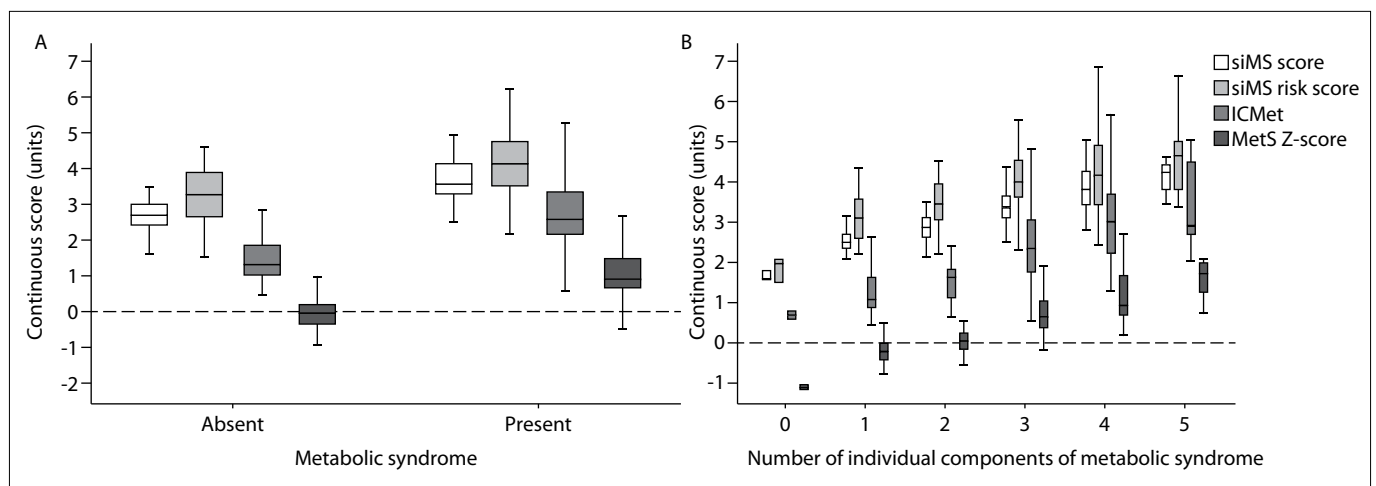 A
Continuous score (units)
7
6
5
4
3
2
1
0
-1
-2
Absent Present
Metabolic syndrome
B
Continuous score (units)
7
6
5
4
3
2
1
0
-1
0 1 2 3 4 5
Number of individual components of metabolic syndrome
siMS score
siMS risk score
ICMet
MetS Z-score